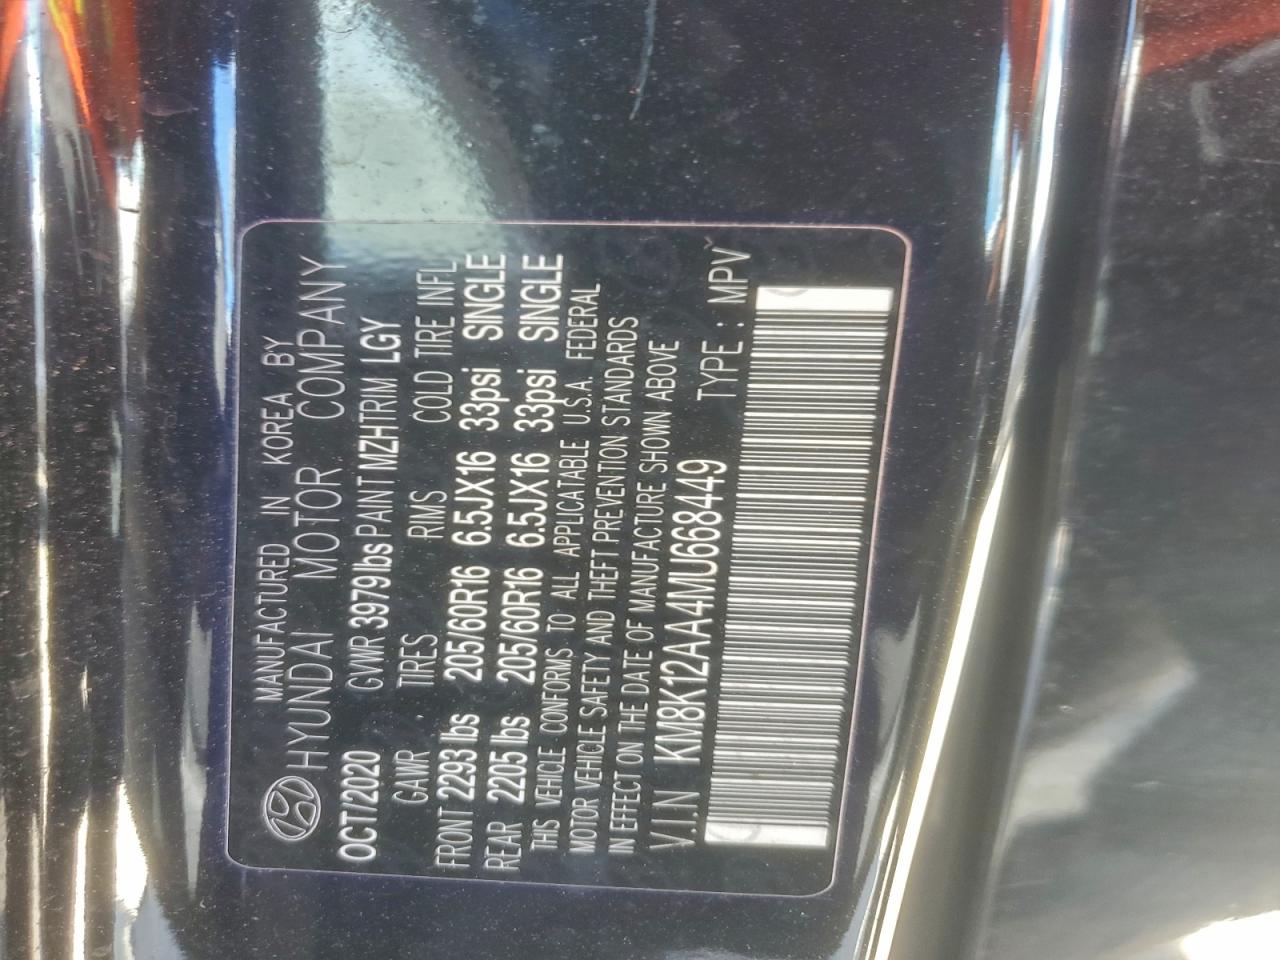 MANUFACTURED IN KOREA BY
HYUNDAI MOTOR COMPANY
OCT/2020 GWR 3979 lbs PAINT MZH TRIM LGY
GAWR TIRES RIMS COLD TIRE INFL
FRONT 2293 lbs 205/60R16 6.5JX16 33psi SINGLE
REAR 2205 lbs 205/60R16 6.5JX16 33psi SINGLE
THIS VEHICLE CONFORMS TO ALL APPLICATABLE U.S.A. FEDERAL
MOTOR VEHICLE SAFETY AND THEFT PREVENTION STANDARDS
IN EFFECT ON THE DATE OF MANUFACTURE SHOWN ABOVE
V.I.N KM8K12AA4MU668449 TYPE : MPV